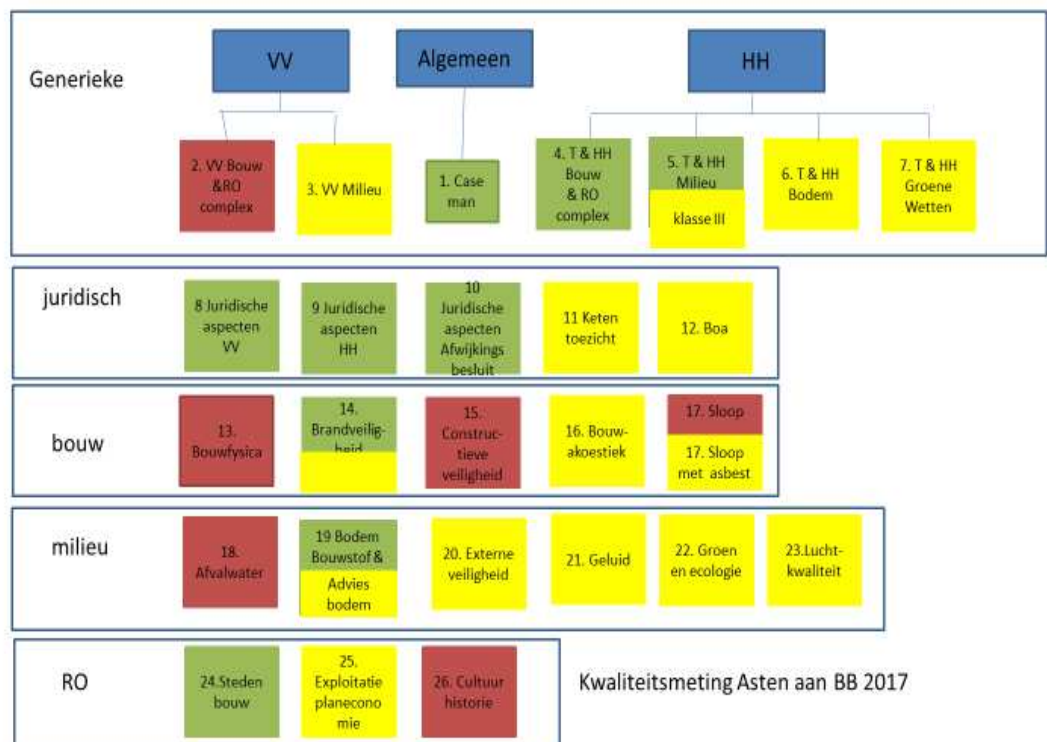 VV
Algemeen
HH
Generieke
2. VV Bouw
&RO
complex
3. VV Milieu
1. Case
man
4. T & HH
Bouw
& RO
complex
5. T & HH
Milieu
klasse III
6. T & HH
Bodem
7. T & HH
Groene
Wetten
juridisch
8 Juridische
aspecten
VV
9 Juridische
aspecten
HH
10
Juridische
aspecten
Afwijkings
besluit
11 Keten
toezicht
12. Boa
bouw
13.
Bouwfysica
14.
Brandveilig-
heid
15.
Construc-
tieve
veiligheid
16. Bouw-
akoestiek
17. Sloop
17. Sloop
met asbest
milieu
18.
Afvalwater
19 Bodem
Bouwstof &
Advies
bodem
20. Externe
veiligheid
21. Geluid
22. Groen
en ecologie
23.Lucht-
kwaliteit
RO
24.Steden
bouw
25.
Exploitatie
planecono
mie
26. Cultuur
historie
Kwaliteitsmeting Asten aan BB 2017